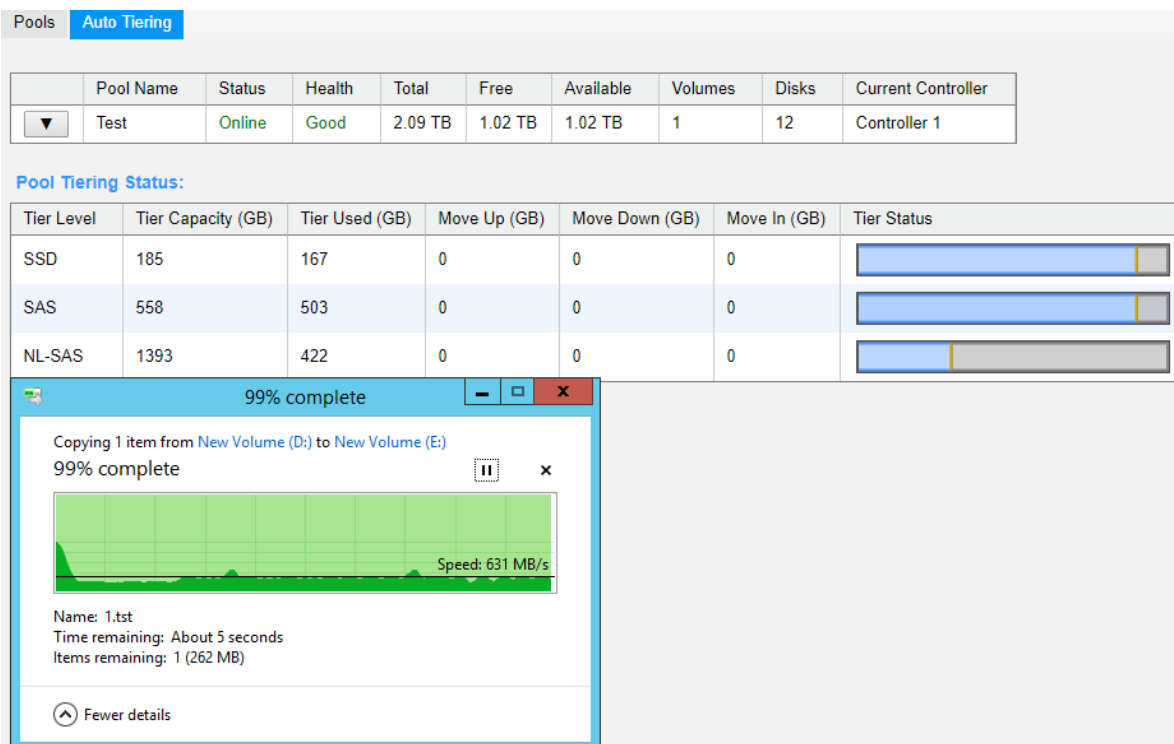 Pools Auto Tiering
Pool Name Status Health Total Free Available Volumes Disks Current Controller
▼ Test Online Good 2.09 TB 1.02 TB 1.02 TB 1 12 Controller 1
Pool Tiering Status:
Tier Level Tier Capacity (GB) Tier Used (GB) Move Up (GB) Move Down (GB) Move In (GB) Tier Status
SSD 185 167 0 0 0
SAS 558 503 0 0 0
NL-SAS 1393 422 0 0 0
99% complete
Copying 1 item from New Volume (D:) to New Volume (E:)
99% complete
Speed: 631 MB/s
Name: 1.tst
Time remaining: About 5 seconds
Items remaining: 1 (262 MB)
Fewer details